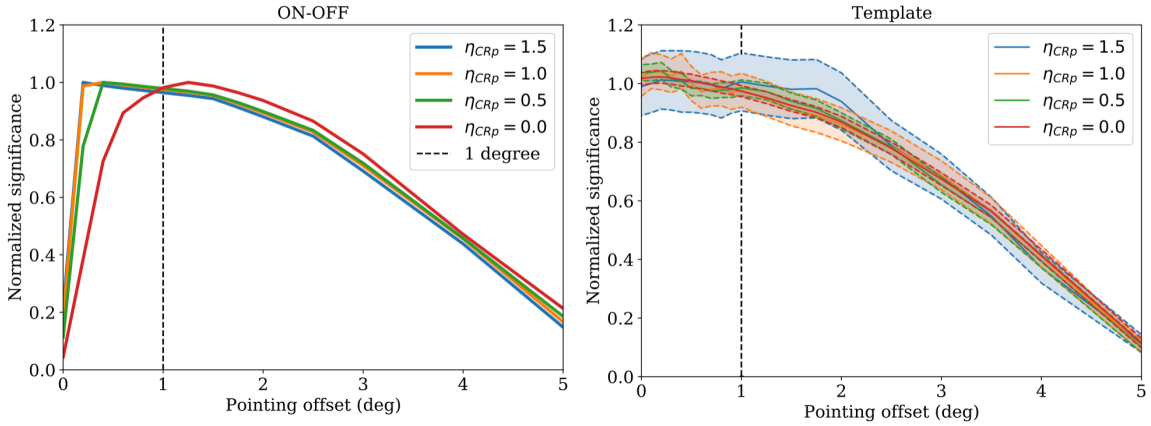 ON-OFF
1.2
1.0
0.8
0.6
0.4
0.2
0.0
Normalized significance
0
1
2
3
4
5
Pointing offset (deg)
η_CRp = 1.5
η_CRp = 1.0
η_CRp = 0.5
η_CRp = 0.0
1 degree
Template
1.2
1.0
0.8
0.6
0.4
0.2
0.0
Normalized significance
0
1
2
3
4
5
Pointing offset (deg)
η_CRp = 1.5
η_CRp = 1.0
η_CRp = 0.5
η_CRp = 0.0